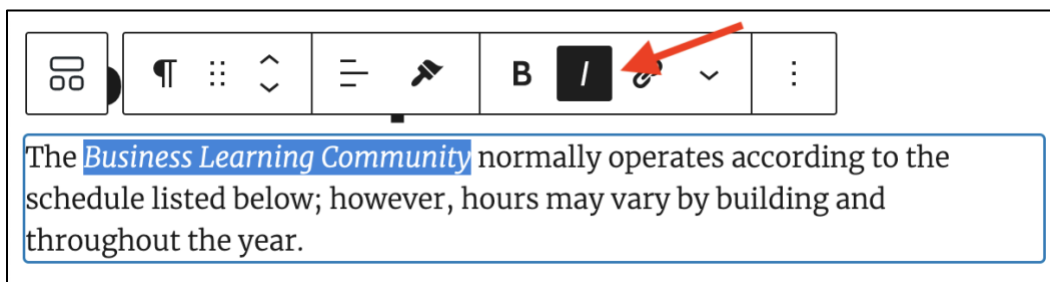 B I
The Business Learning Community normally operates according to the
schedule listed below; however, hours may vary by building and
throughout the year.